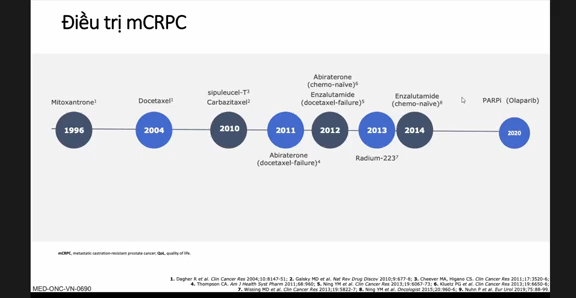 Điều trị mCRPC
Mitoxantrone¹
1996
Docetaxel¹
2004
sipuleucel-T³
Carbazitaxel²
2010
2011
Abiraterone
(docetaxel-failure)⁴
Abiraterone
(chemo-naïve)⁶
Enzalutamide
(docetaxel-failure)⁵
2012
2013
Radium-223⁷
Enzalutamide
(chemo-naïve)⁸
2014
PARPi (Olaparib)
2020
mCRPC, metastatic castration-resistant prostate cancer; QoL, quality of life.
1. Dagher R et al. Clin Cancer Res 2004;10:8147-51; 2. Galsky MD et al. Nat Rev Drug Discov 2010;9:677-8; 3. Cheever MA, Higano CS. Clin Cancer Res 2011;17:3520-6;
4. Thompson CA. Am J Health Syst Pharm 2011;68:960; 5. Ning YM et al. Clin Cancer Res 2013;19:6067-73; 6. Kluetz PG et al. Clin Cancer Res 2013;19:6650-6;
7. Wissing MD et al. Clin Cancer Res 2013;19:5822-7; 8. Ning YM et al. Oncologist 2015;20:960-6; 9. Nuhn P et al. Eur Urol 2019;75:88-99.
MED-ONC-VN-0690